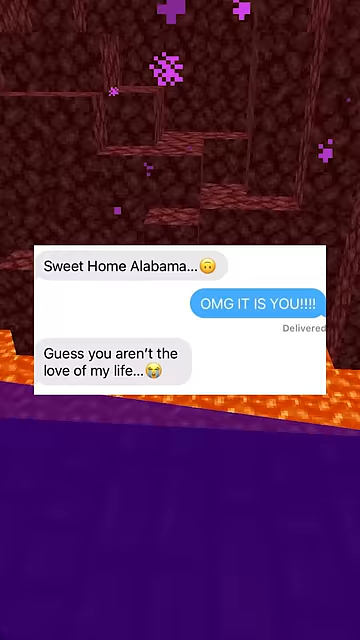 Sweet Home Alabama...🙃
OMG IT IS YOU!!!!
Delivered
Guess you aren't the
love of my life...😭